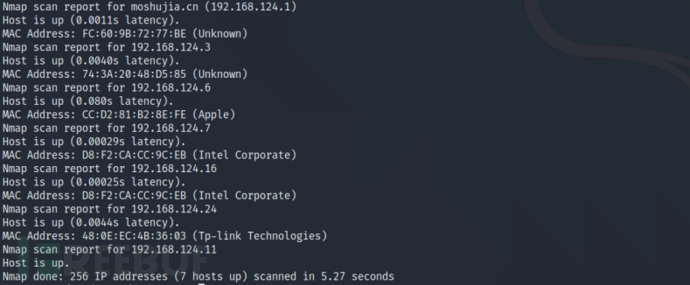 Nmap scan report for moshujia.cn (192.168.124.1)
Host is up (0.0011s latency).
MAC Address: FC:60:9B:72:77:BE (Unknown)
Nmap scan report for 192.168.124.3
Host is up (0.0040s latency).
MAC Address: 74:3A:20:48:D5:85 (Unknown)
Nmap scan report for 192.168.124.6
Host is up (0.080s latency).
MAC Address: CC:D2:81:B2:8E:FE (Apple)
Nmap scan report for 192.168.124.7
Host is up (0.00029s latency).
MAC Address: D8:F2:CA:CC:9C:EB (Intel Corporate)
Nmap scan report for 192.168.124.16
Host is up (0.00025s latency).
MAC Address: D8:F2:CA:CC:9C:EB (Intel Corporate)
Nmap scan report for 192.168.124.24
Host is up (0.0044s latency).
MAC Address: 48:0E:EC:4B:36:03 (Tp-link Technologies)
Nmap scan report for 192.168.124.11
Host is up.
Nmap done: 256 IP addresses (7 hosts up) scanned in 5.27 seconds